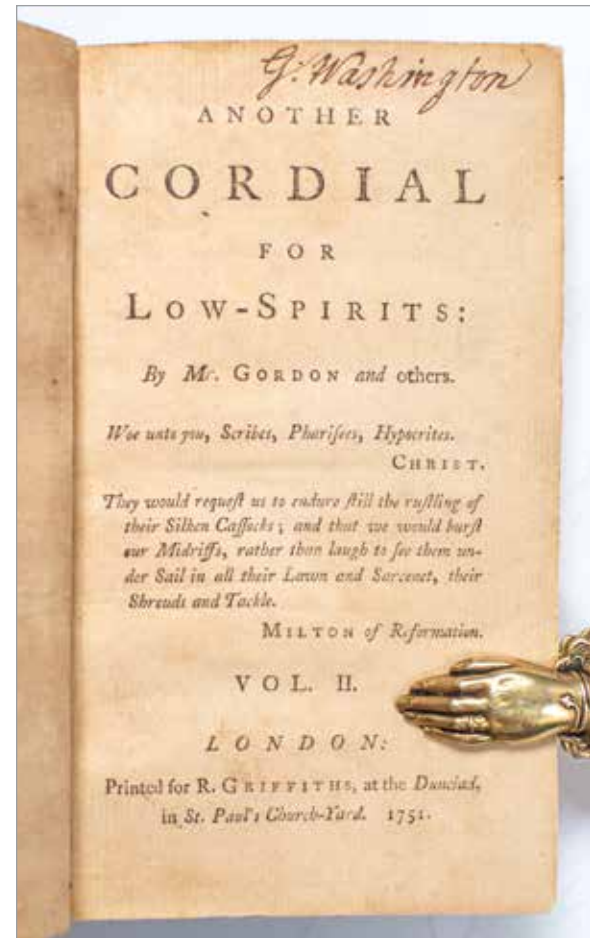 G: Washington
ANOTHER
CORDIAL
FOR
LOW-SPIRITS:
By Mr. GORDON and others.
Woe unto you, Scribes, Phariſees, Hypocrites.
CHRIST.
They would requeſt us to endure ſtill the ruſtling of
their Silken Caſſocks; and that we would burſt
our Midriffs, rather than laugh to ſee them un-
der Sail in all their Lawn and Sarcenet, their
Shrouds and Tackle.
MILTON of Reformation.
VOL. II.
LONDON:
Printed for R. GRIFFITHS, at the Dunciad,
in St. Paul's Church-Yard. 1751.